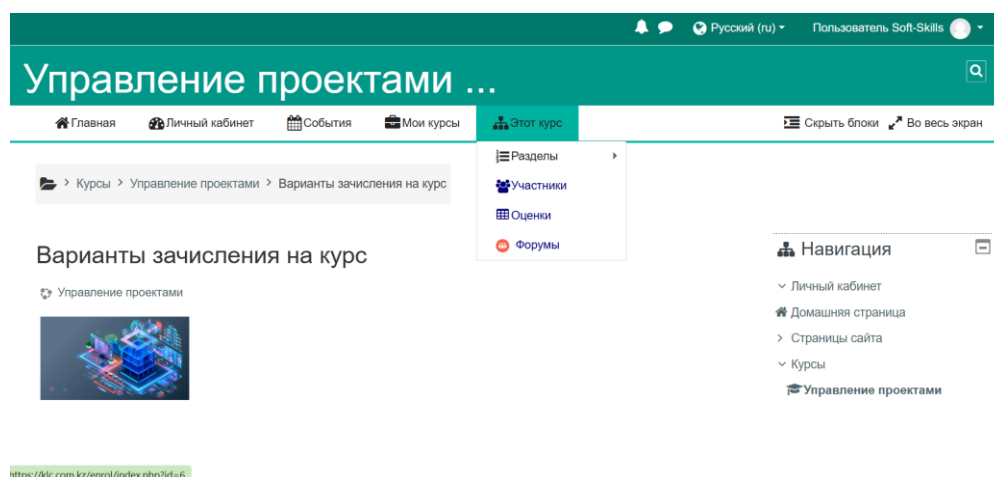 Русский (ru) Пользователь Soft-Skills
Управление проектами ...
Главная Личный кабинет События Мои курсы Этот курс Скрыть блоки Во весь экран
Разделы
Участники
Оценки
Форумы
> Курсы > Управление проектами > Варианты зачисления на курс
Варианты зачисления на курс
Управление проектами
Навигация
Личный кабинет
Домашняя страница
Страницы сайта
Курсы
Управление проектами
https://klc.com.kz/enrol/index.php?id=6